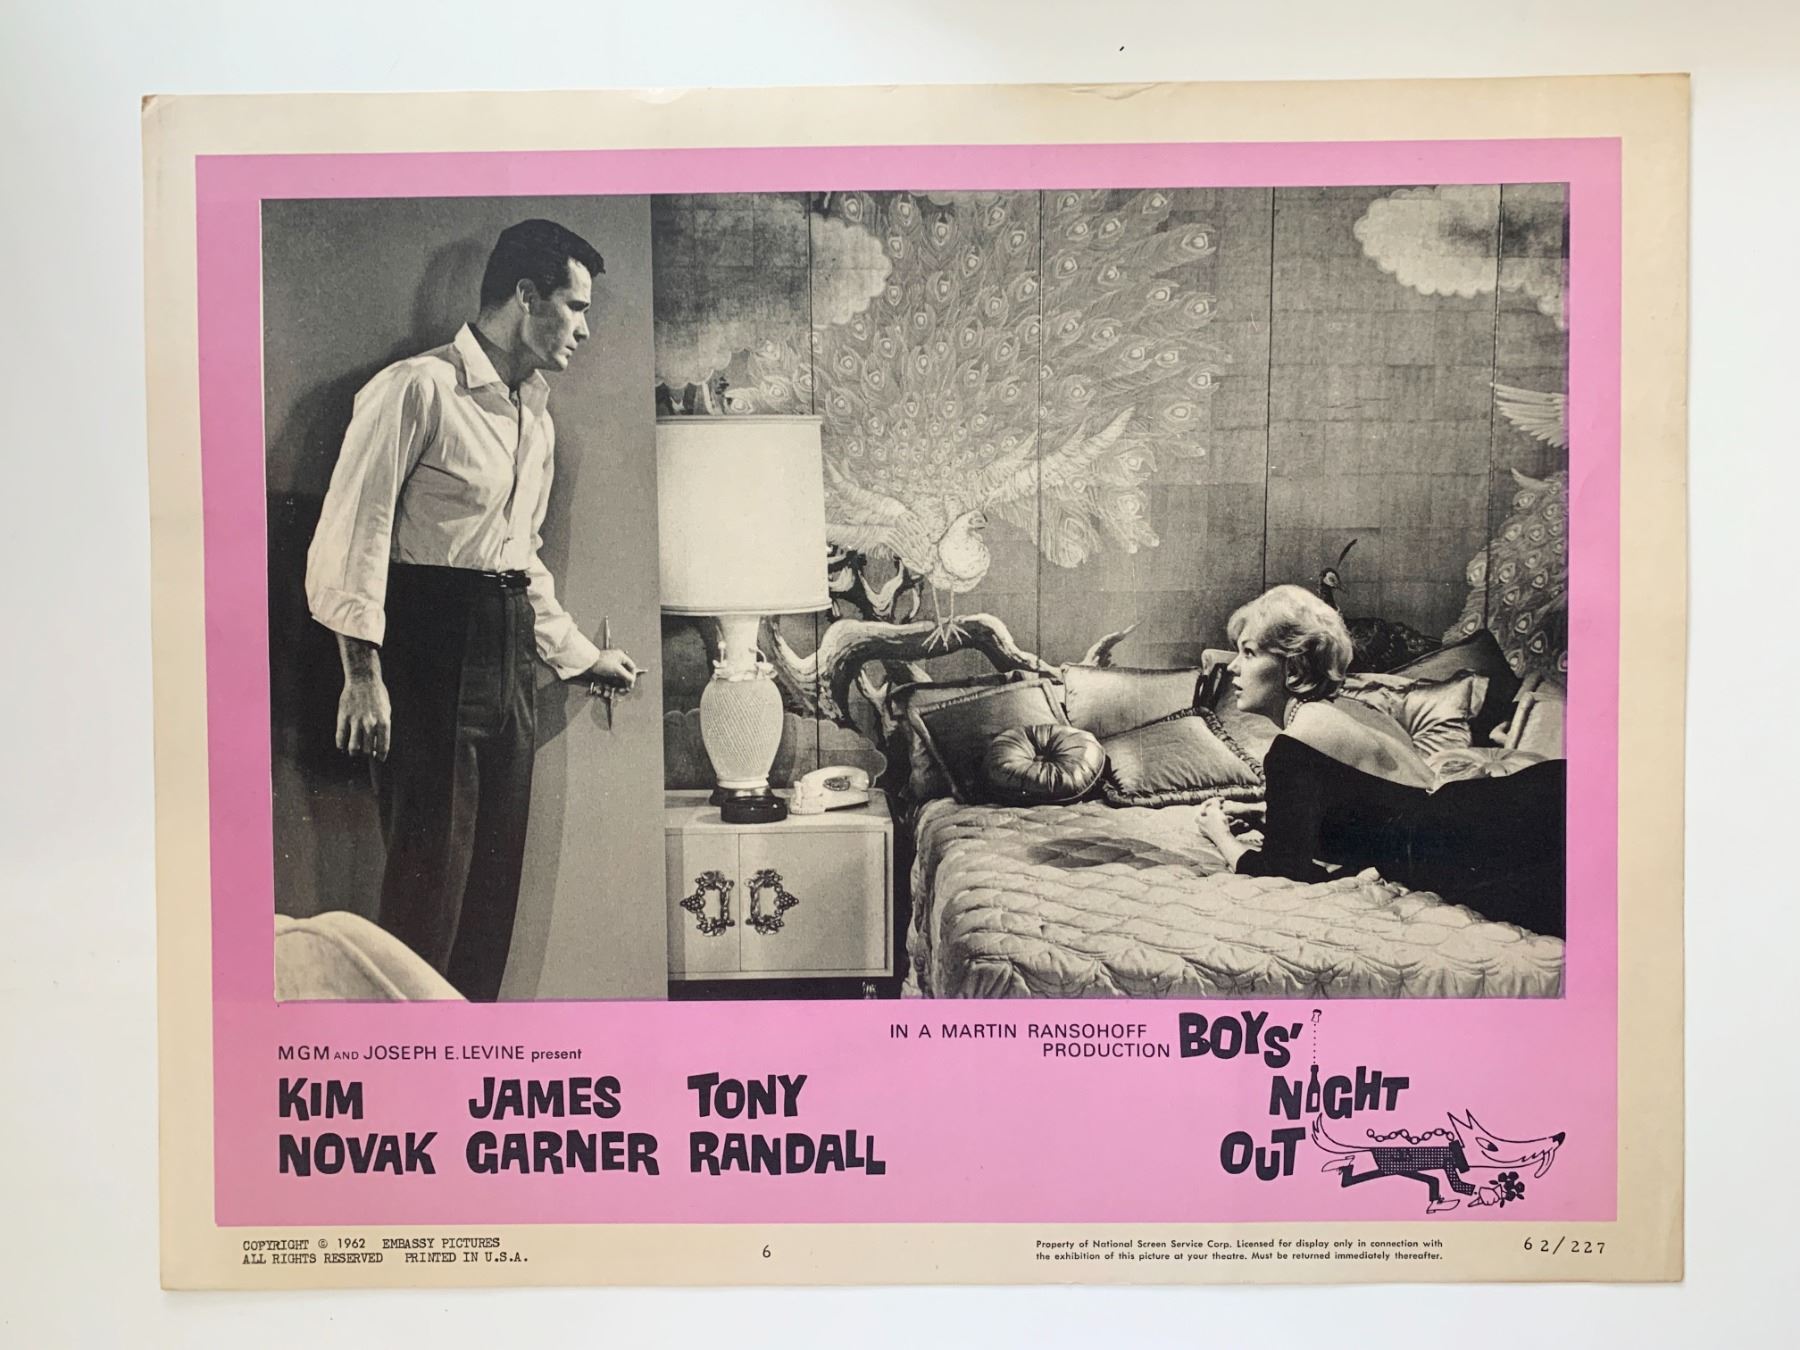 MGM AND JOSEPH E. LEVINE present
KIM NOVAK
JAMES GARNER
TONY RANDALL
IN A MARTIN RANSOHOFF
PRODUCTION
BOYS'
NIGHT
OUT
COPYRIGHT © 1962 EMBASSY PICTURES
ALL RIGHTS RESERVED PRINTED IN U.S.A.
6
Property of National Screen Service Corp. Licensed for display only in connection with
the exhibition of this picture at your theatre. Must be returned immediately thereafter.
62/227